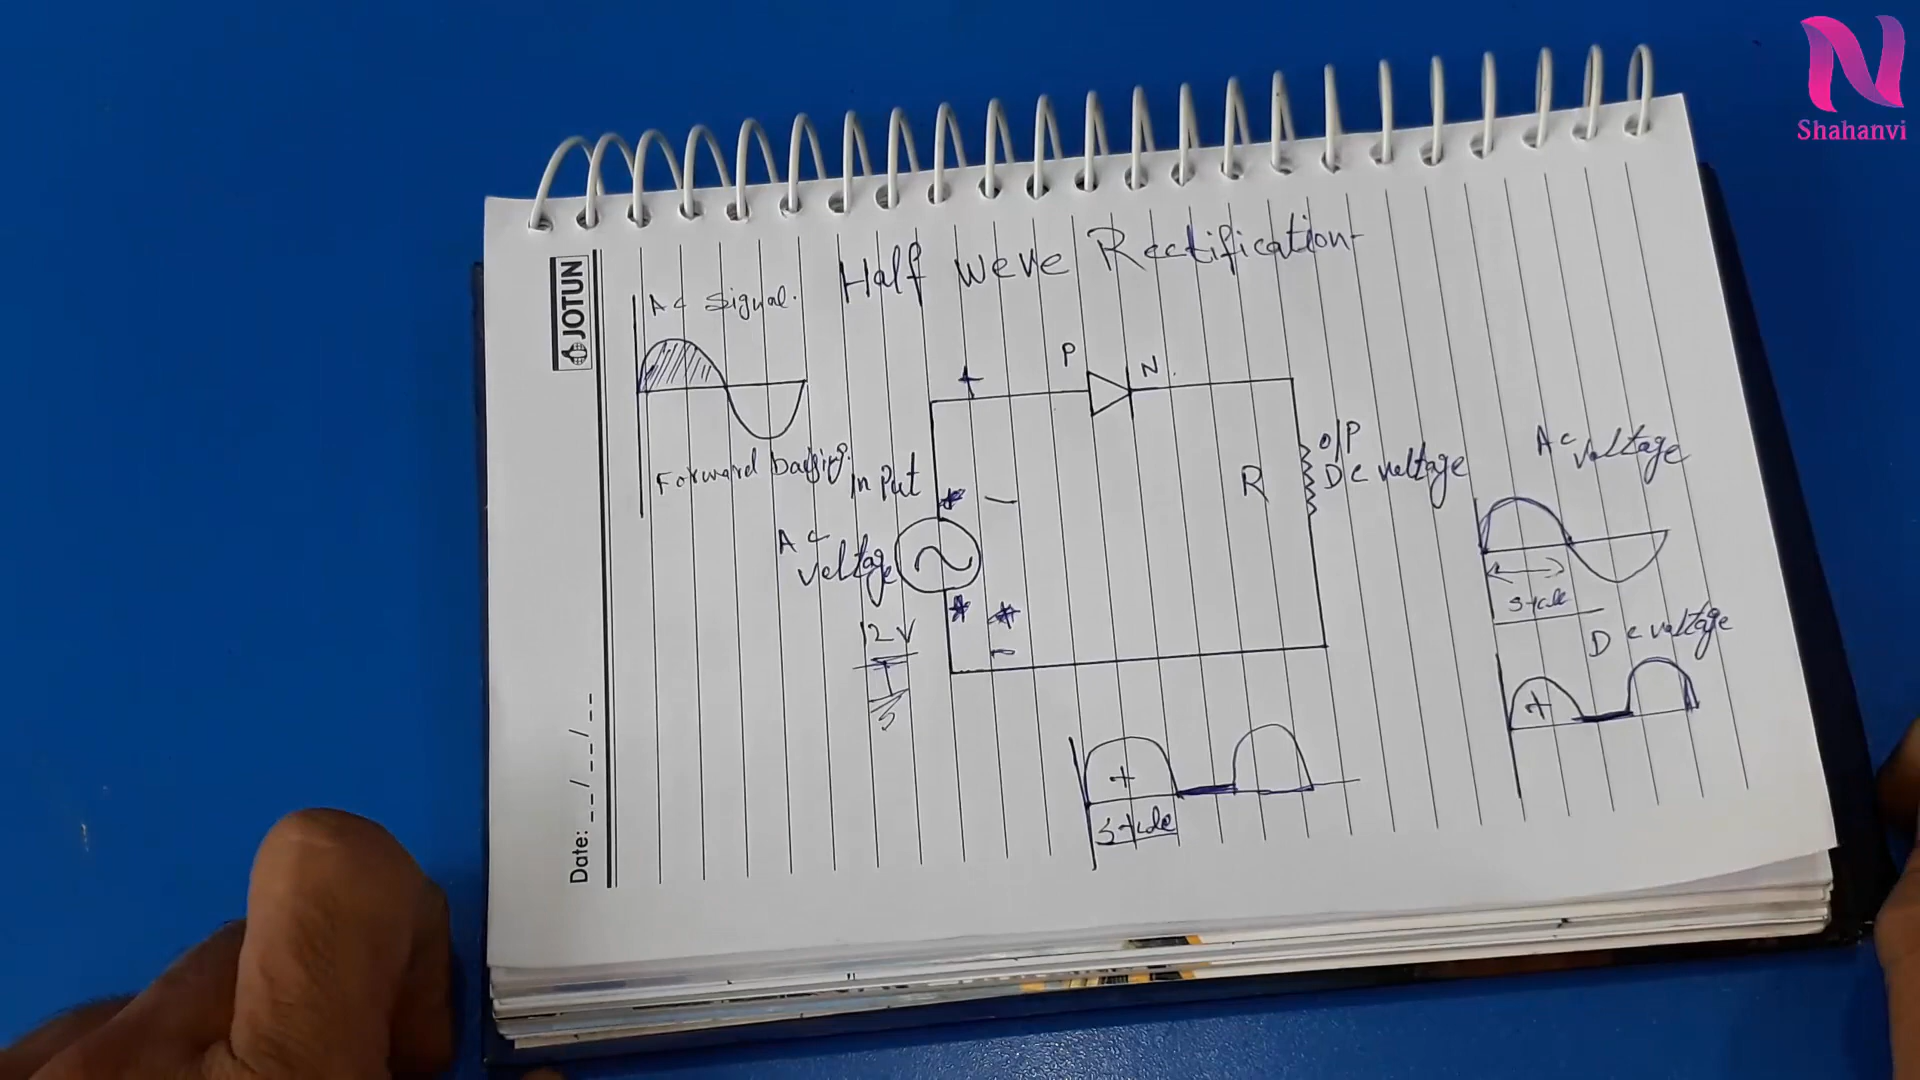 Shahanvi
JOTUN
Half weve Rectification
Ac signal.
P
N.
+
Forward
In Put
R
O/P
Dc voltage
Ac
voltage
Ac
voltage
12V
Dc voltage
+
+
Date: __/__/__